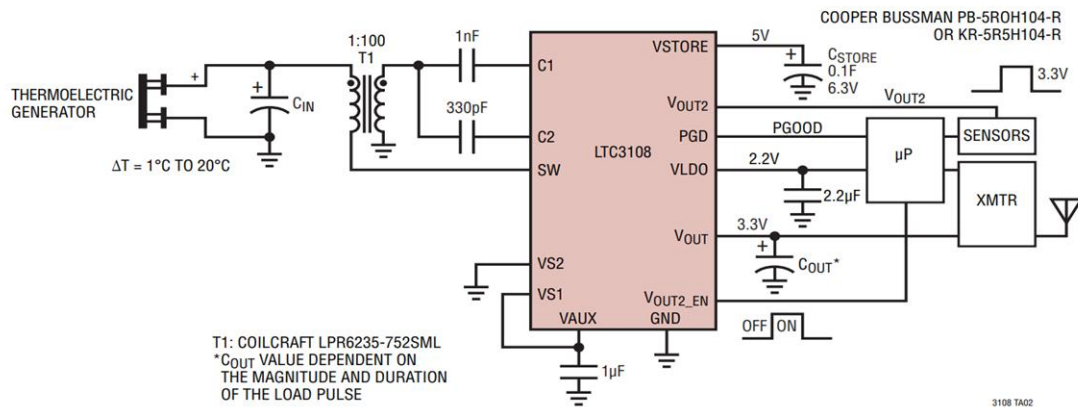 COOPER BUSSMAN PB-5ROH104-R
OR KR-5R5H104-R
1:100
T1
1nF
330pF
THERMOELECTRIC
GENERATOR
+
+
CIN
ΔT = 1°C TO 20°C
C1
C2
SW
VS2
VS1
VAUX
GND
LTC3108
VSTORE
VOUT2
PGD
VLDO
VOUT
VOUT2_EN
5V
+
CSTORE
0.1F
6.3V
3.3V
VOUT2
PGOOD
2.2V
2.2µF
3.3V
+
COUT*
µP
SENSORS
XMTR
OFF
ON
1µF
T1: COILCRAFT LPR6235-752SML
*COUT VALUE DEPENDENT ON
THE MAGNITUDE AND DURATION
OF THE LOAD PULSE
3108 TA02